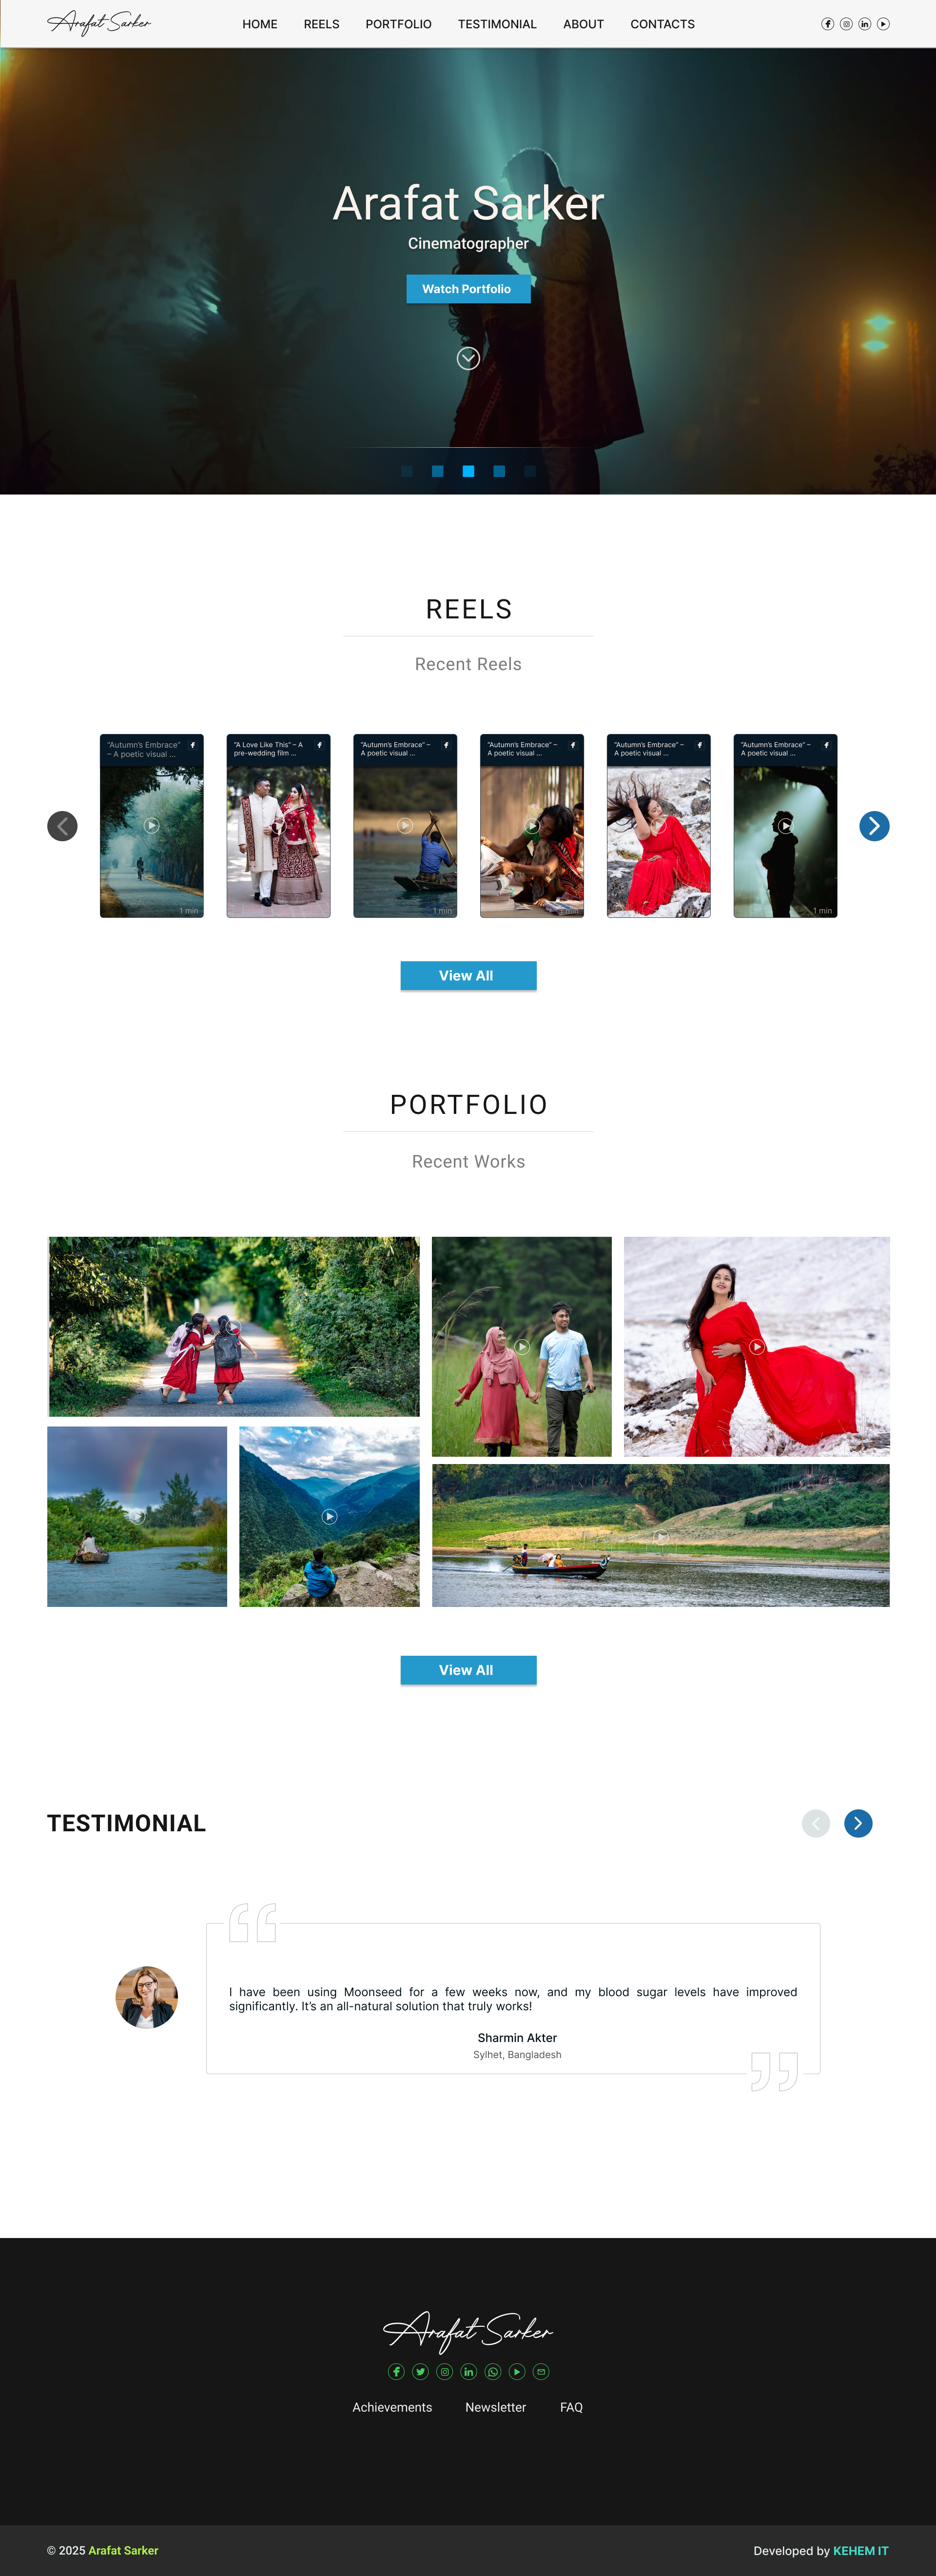 Arafat Sarker
HOME
REELS
PORTFOLIO
TESTIMONIAL
ABOUT
CONTACTS
Arafat Sarker
Cinematographer
Watch Portfolio
REELS
Recent Reels
"Autumn's Embrace"
– A poetic visual ...
1 min
"A Love Like This" – A
pre-wedding film ...
"Autumn's Embrace" –
A poetic visual ...
1 min
"Autumn's Embrace" –
A poetic visual ...
1 min
"Autumn's Embrace" –
A poetic visual ...
"Autumn's Embrace" –
A poetic visual ...
1 min
View All
PORTFOLIO
Recent Works
View All
TESTIMONIAL
I have been using Moonseed for a few weeks now, and my blood sugar levels have improved
significantly. It's an all-natural solution that truly works!
Sharmin Akter
Sylhet, Bangladesh
Arafat Sarker
Achievements
Newsletter
FAQ
© 2025 Arafat Sarker
Developed by KEHEM IT